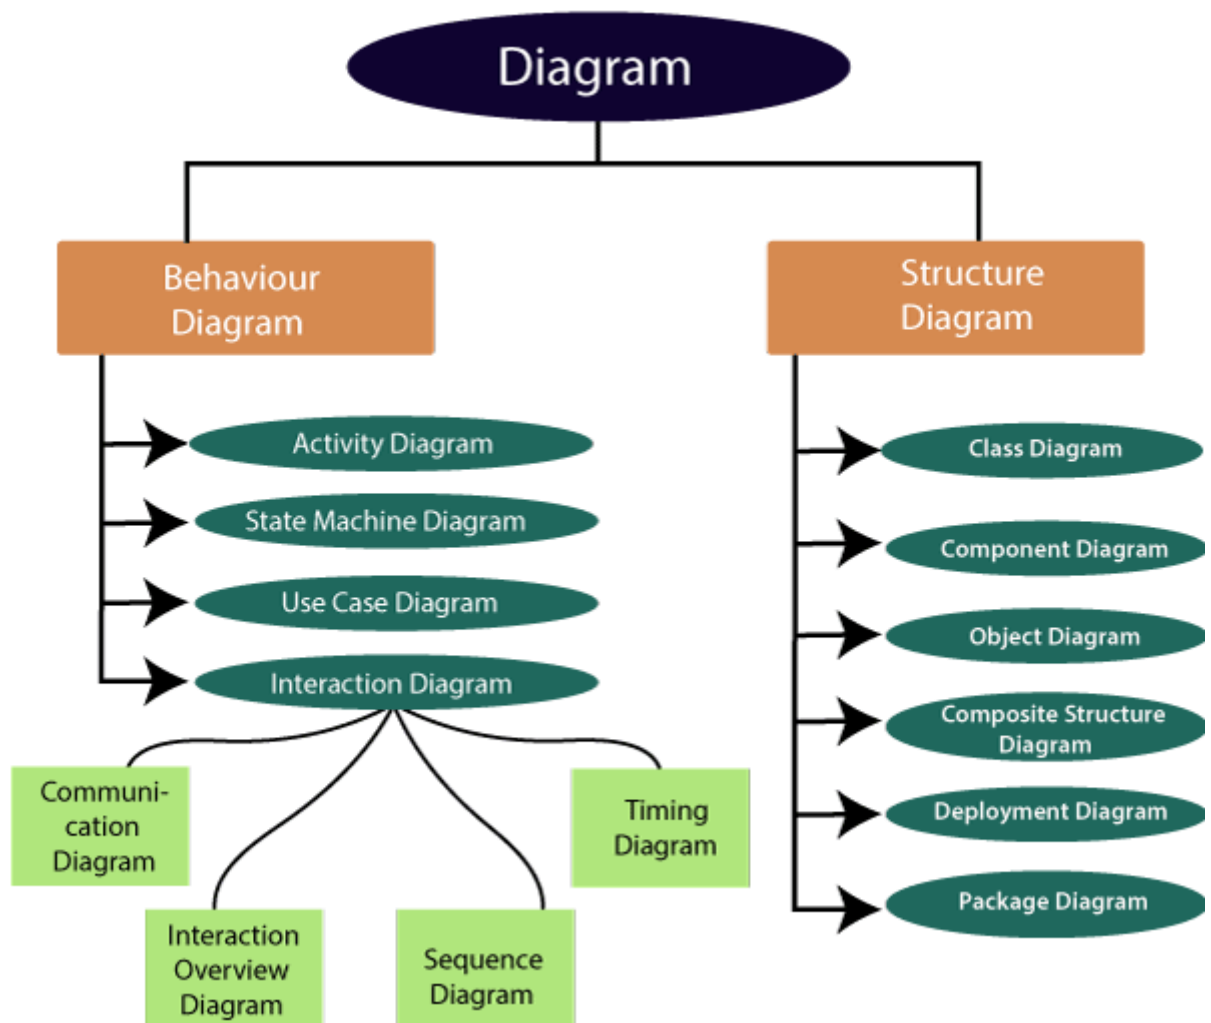 Diagram
Behaviour
Diagram
Structure
Diagram
Activity Diagram
State Machine Diagram
Use Case Diagram
Interaction Diagram
Communi-
cation
Diagram
Interaction
Overview
Diagram
Sequence
Diagram
Timing
Diagram
Class Diagram
Component Diagram
Object Diagram
Composite Structure
Diagram
Deployment Diagram
Package Diagram